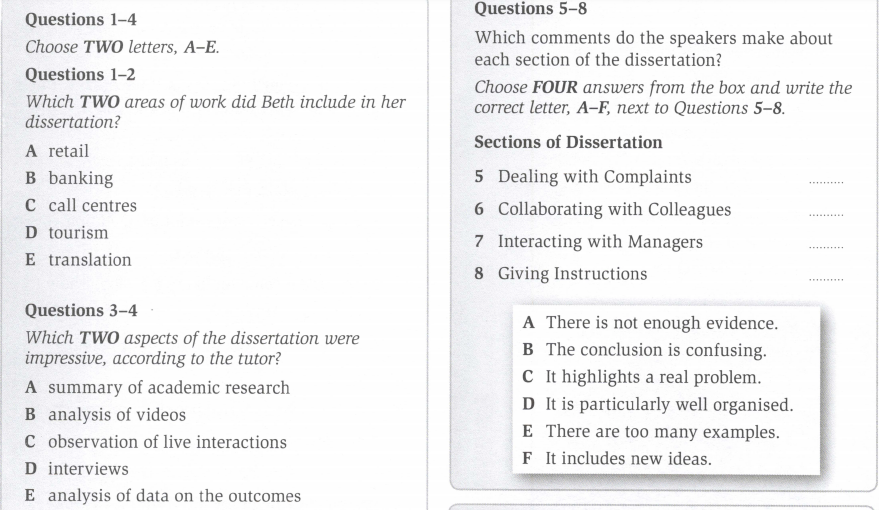 Questions 1–4
Choose TWO letters, A–E.
Questions 1–2
Which TWO areas of work did Beth include in her
dissertation?
A retail
B banking
C call centres
D tourism
E translation
Questions 3–4
Which TWO aspects of the dissertation were
impressive, according to the tutor?
A summary of academic research
B analysis of videos
C observation of live interactions
D interviews
E analysis of data on the outcomes
Questions 5–8
Which comments do the speakers make about
each section of the dissertation?
Choose FOUR answers from the box and write the
correct letter, A–F, next to Questions 5–8.
Sections of Dissertation
5 Dealing with Complaints ..........
6 Collaborating with Colleagues ..........
7 Interacting with Managers ..........
8 Giving Instructions ..........
A There is not enough evidence.
B The conclusion is confusing.
C It highlights a real problem.
D It is particularly well organised.
E There are too many examples.
F It includes new ideas.